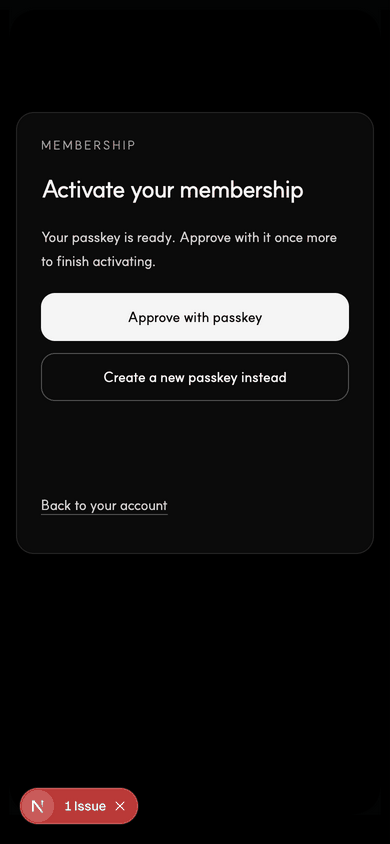 MEMBERSHIP
Activate your membership
Your passkey is ready. Approve with it once more
to finish activating.
Approve with passkey
Create a new passkey instead
Back to your account
N 1 Issue